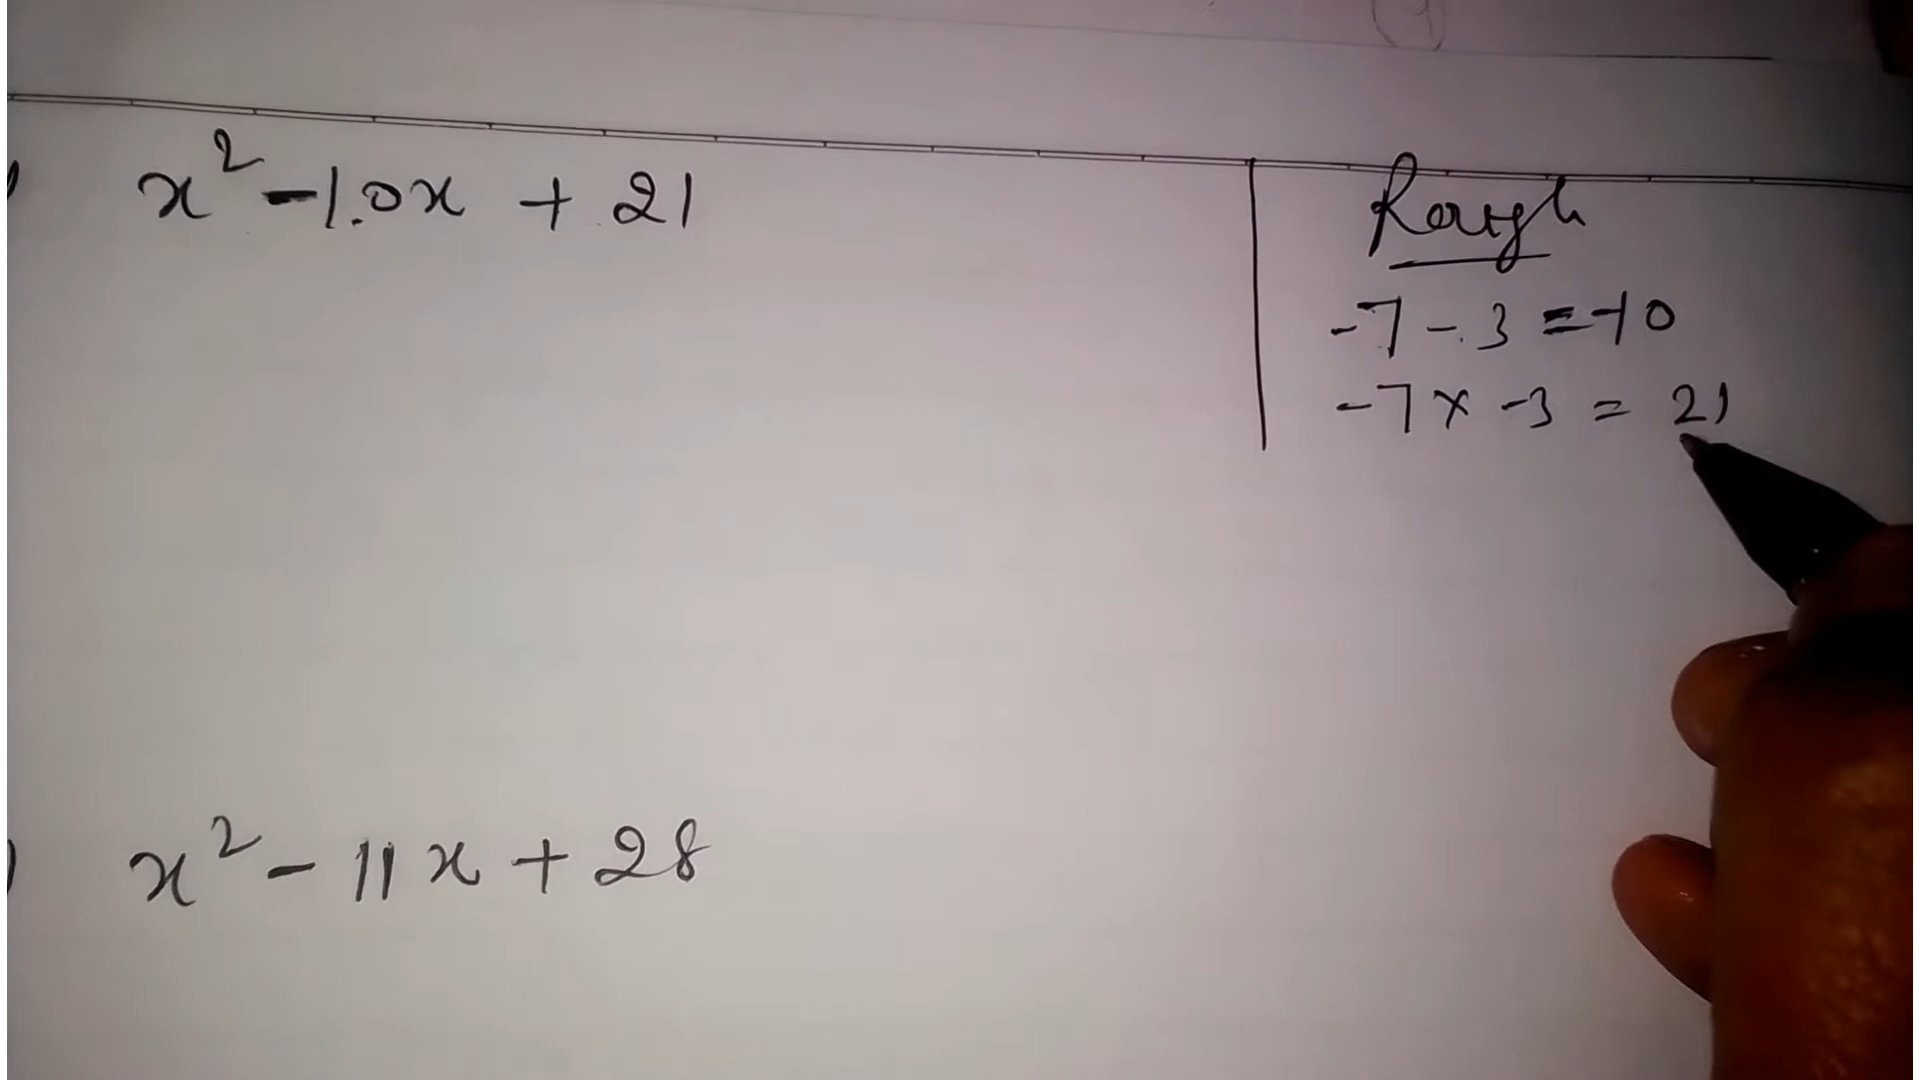 x² - 10x + 21
Rough
-7 - 3 = -10
-7 x -3 = 21
x² - 11x + 28